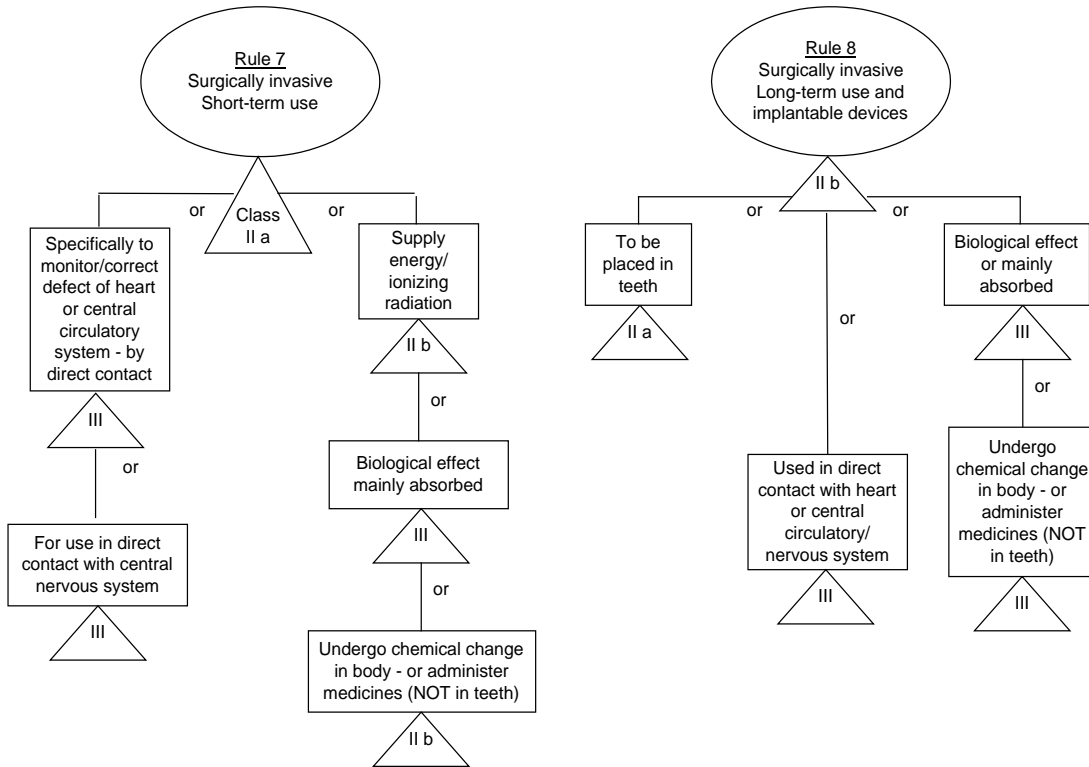 Rule 7
Surgically invasive
Short-term use
or
Class
II a
or
Specifically to
monitor/correct
defect of heart
or central
circulatory
system - by
direct contact
III
or
For use in direct
contact with central
nervous system
III
Supply
energy/
ionizing
radiation
II b
or
Biological effect
mainly absorbed
III
or
Undergo chemical change
in body - or administer
medicines (NOT in teeth)
II b
Rule 8
Surgically invasive
Long-term use and
implantable devices
II b
or
or
To be
placed in
teeth
II a
or
Used in direct
contact with heart
or central
circulatory/
nervous system
III
Biological effect
or mainly
absorbed
III
or
Undergo
chemical change
in body - or
administer
medicines (NOT
in teeth)
III